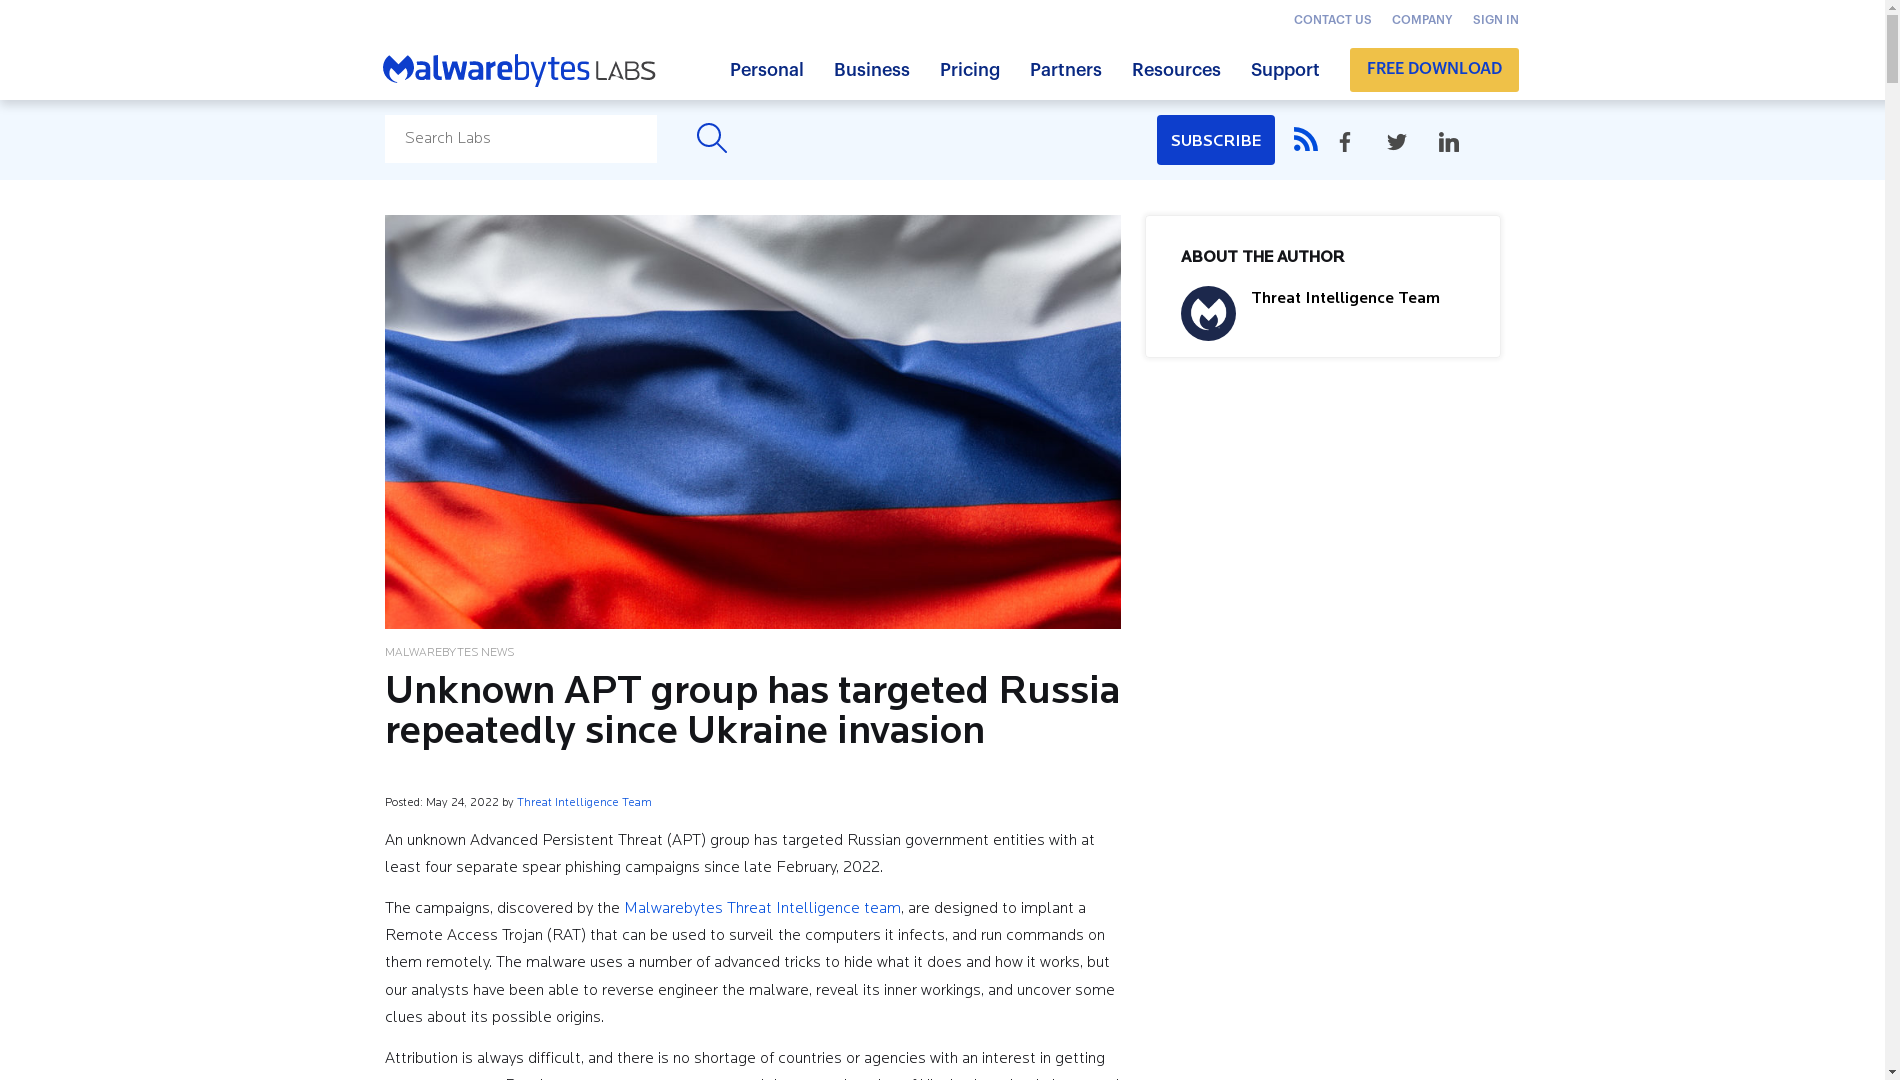 CONTACT US COMPANY SIGN IN
Malwarebytes LABS Personal Business Pricing Partners Resources Support FREE DOWNLOAD
Search Labs SUBSCRIBE
ABOUT THE AUTHOR
Threat Intelligence Team
MALWAREBYTES NEWS
Unknown APT group has targeted Russia
repeatedly since Ukraine invasion
Posted: May 24, 2022 by Threat Intelligence Team
An unknown Advanced Persistent Threat (APT) group has targeted Russian government entities with at
least four separate spear phishing campaigns since late February, 2022.
The campaigns, discovered by the Malwarebytes Threat Intelligence team, are designed to implant a
Remote Access Trojan (RAT) that can be used to surveil the computers it infects, and run commands on
them remotely. The malware uses a number of advanced tricks to hide what it does and how it works, but
our analysts have been able to reverse engineer the malware, reveal its inner workings, and uncover some
clues about its possible origins.
Attribution is always difficult, and there is no shortage of countries or agencies with an interest in getting